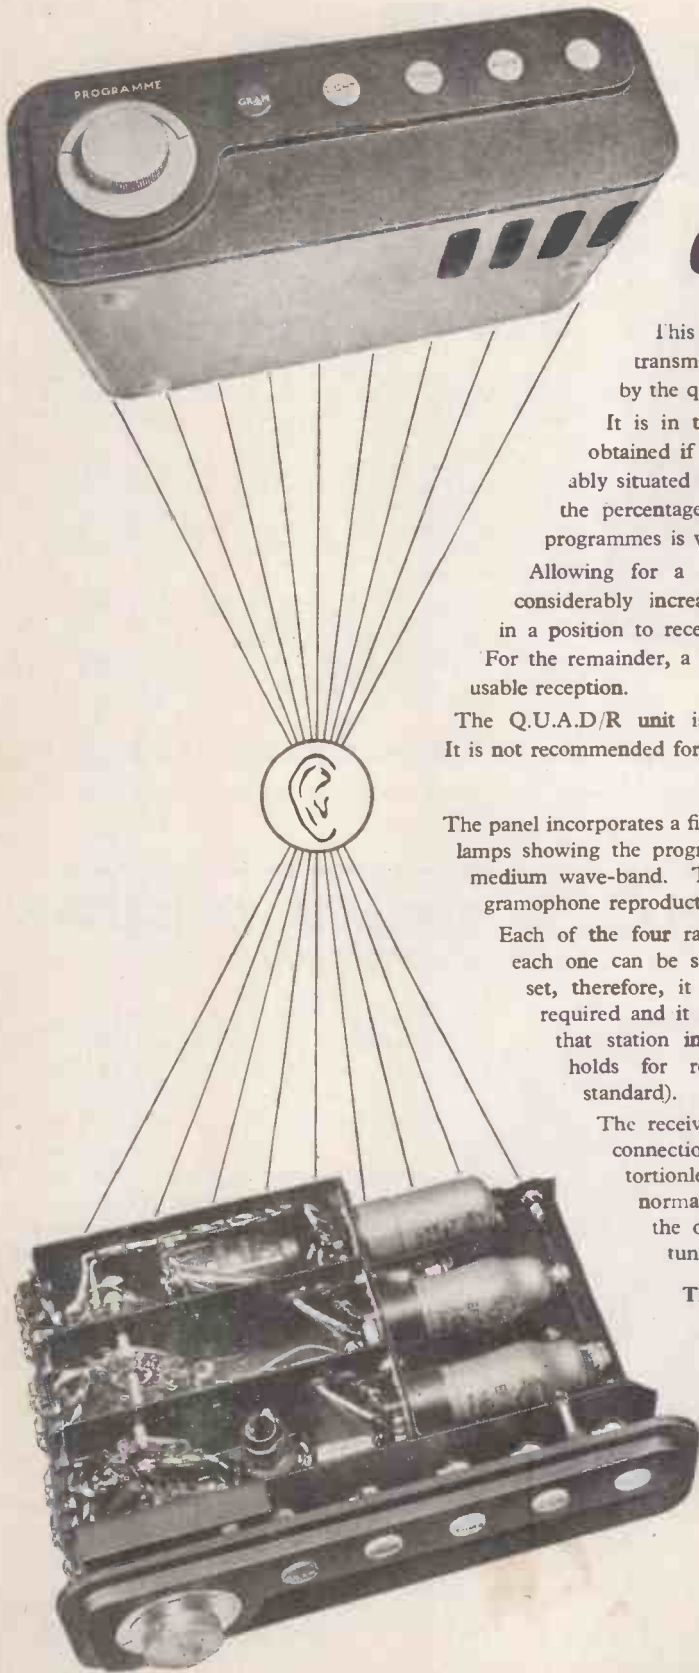 PROGRAMME
GRAM
LIGHT
This
transm
by the q
It is in t
obtained if
ably situated
the percentage
programmes is v
Allowing for a
considerably increa
in a position to rece
For the remainder, a
usable reception.
The Q.U.A.D/R unit is
It is not recommended for
The panel incorporates a fi
lamps showing the progr
medium wave-band. T
gramophone reproduct
Each of the four ra
each one can be s
set, therefore, it
required and it
that station in
holds for re
standard).
The receiv
connectio
tortionle
norma
the o
tun
T